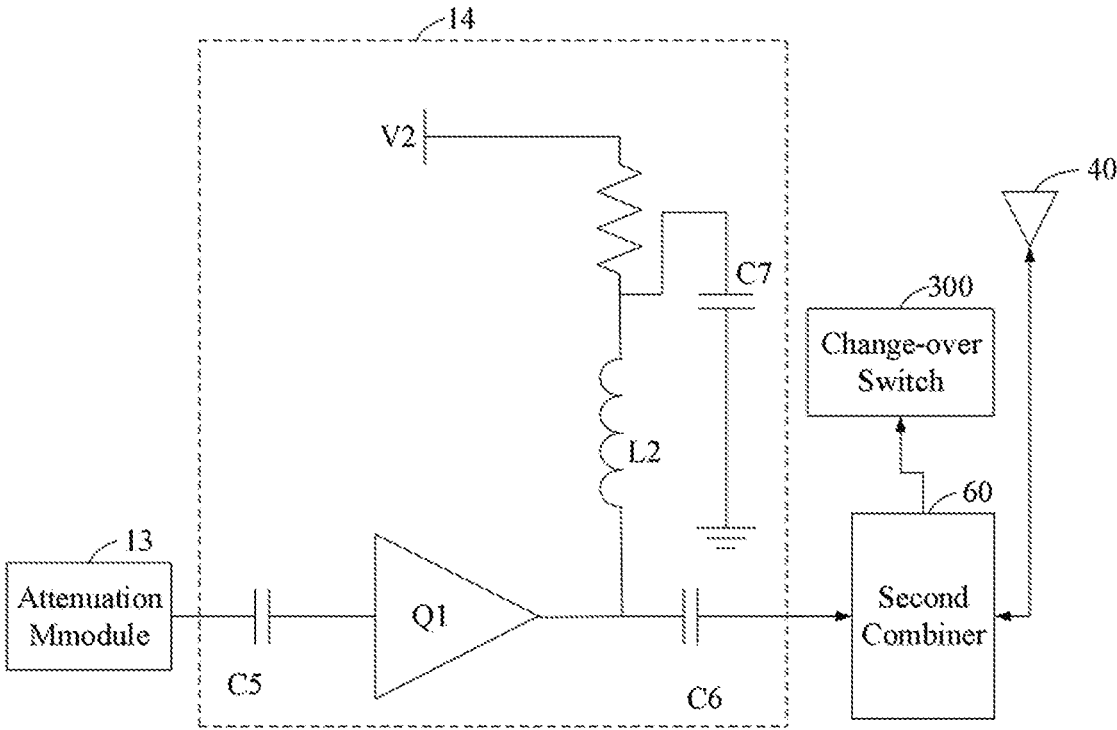 14
V2
40
C7
300
Change-over
Switch
L2
60
13
Attenuation
Mmodule
Q1
Second
Combiner
C5
C6